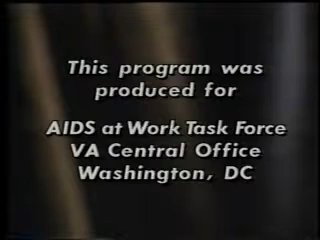 This program was
produced for
AIDS at Work Task Force
VA Central Office
Washington, DC